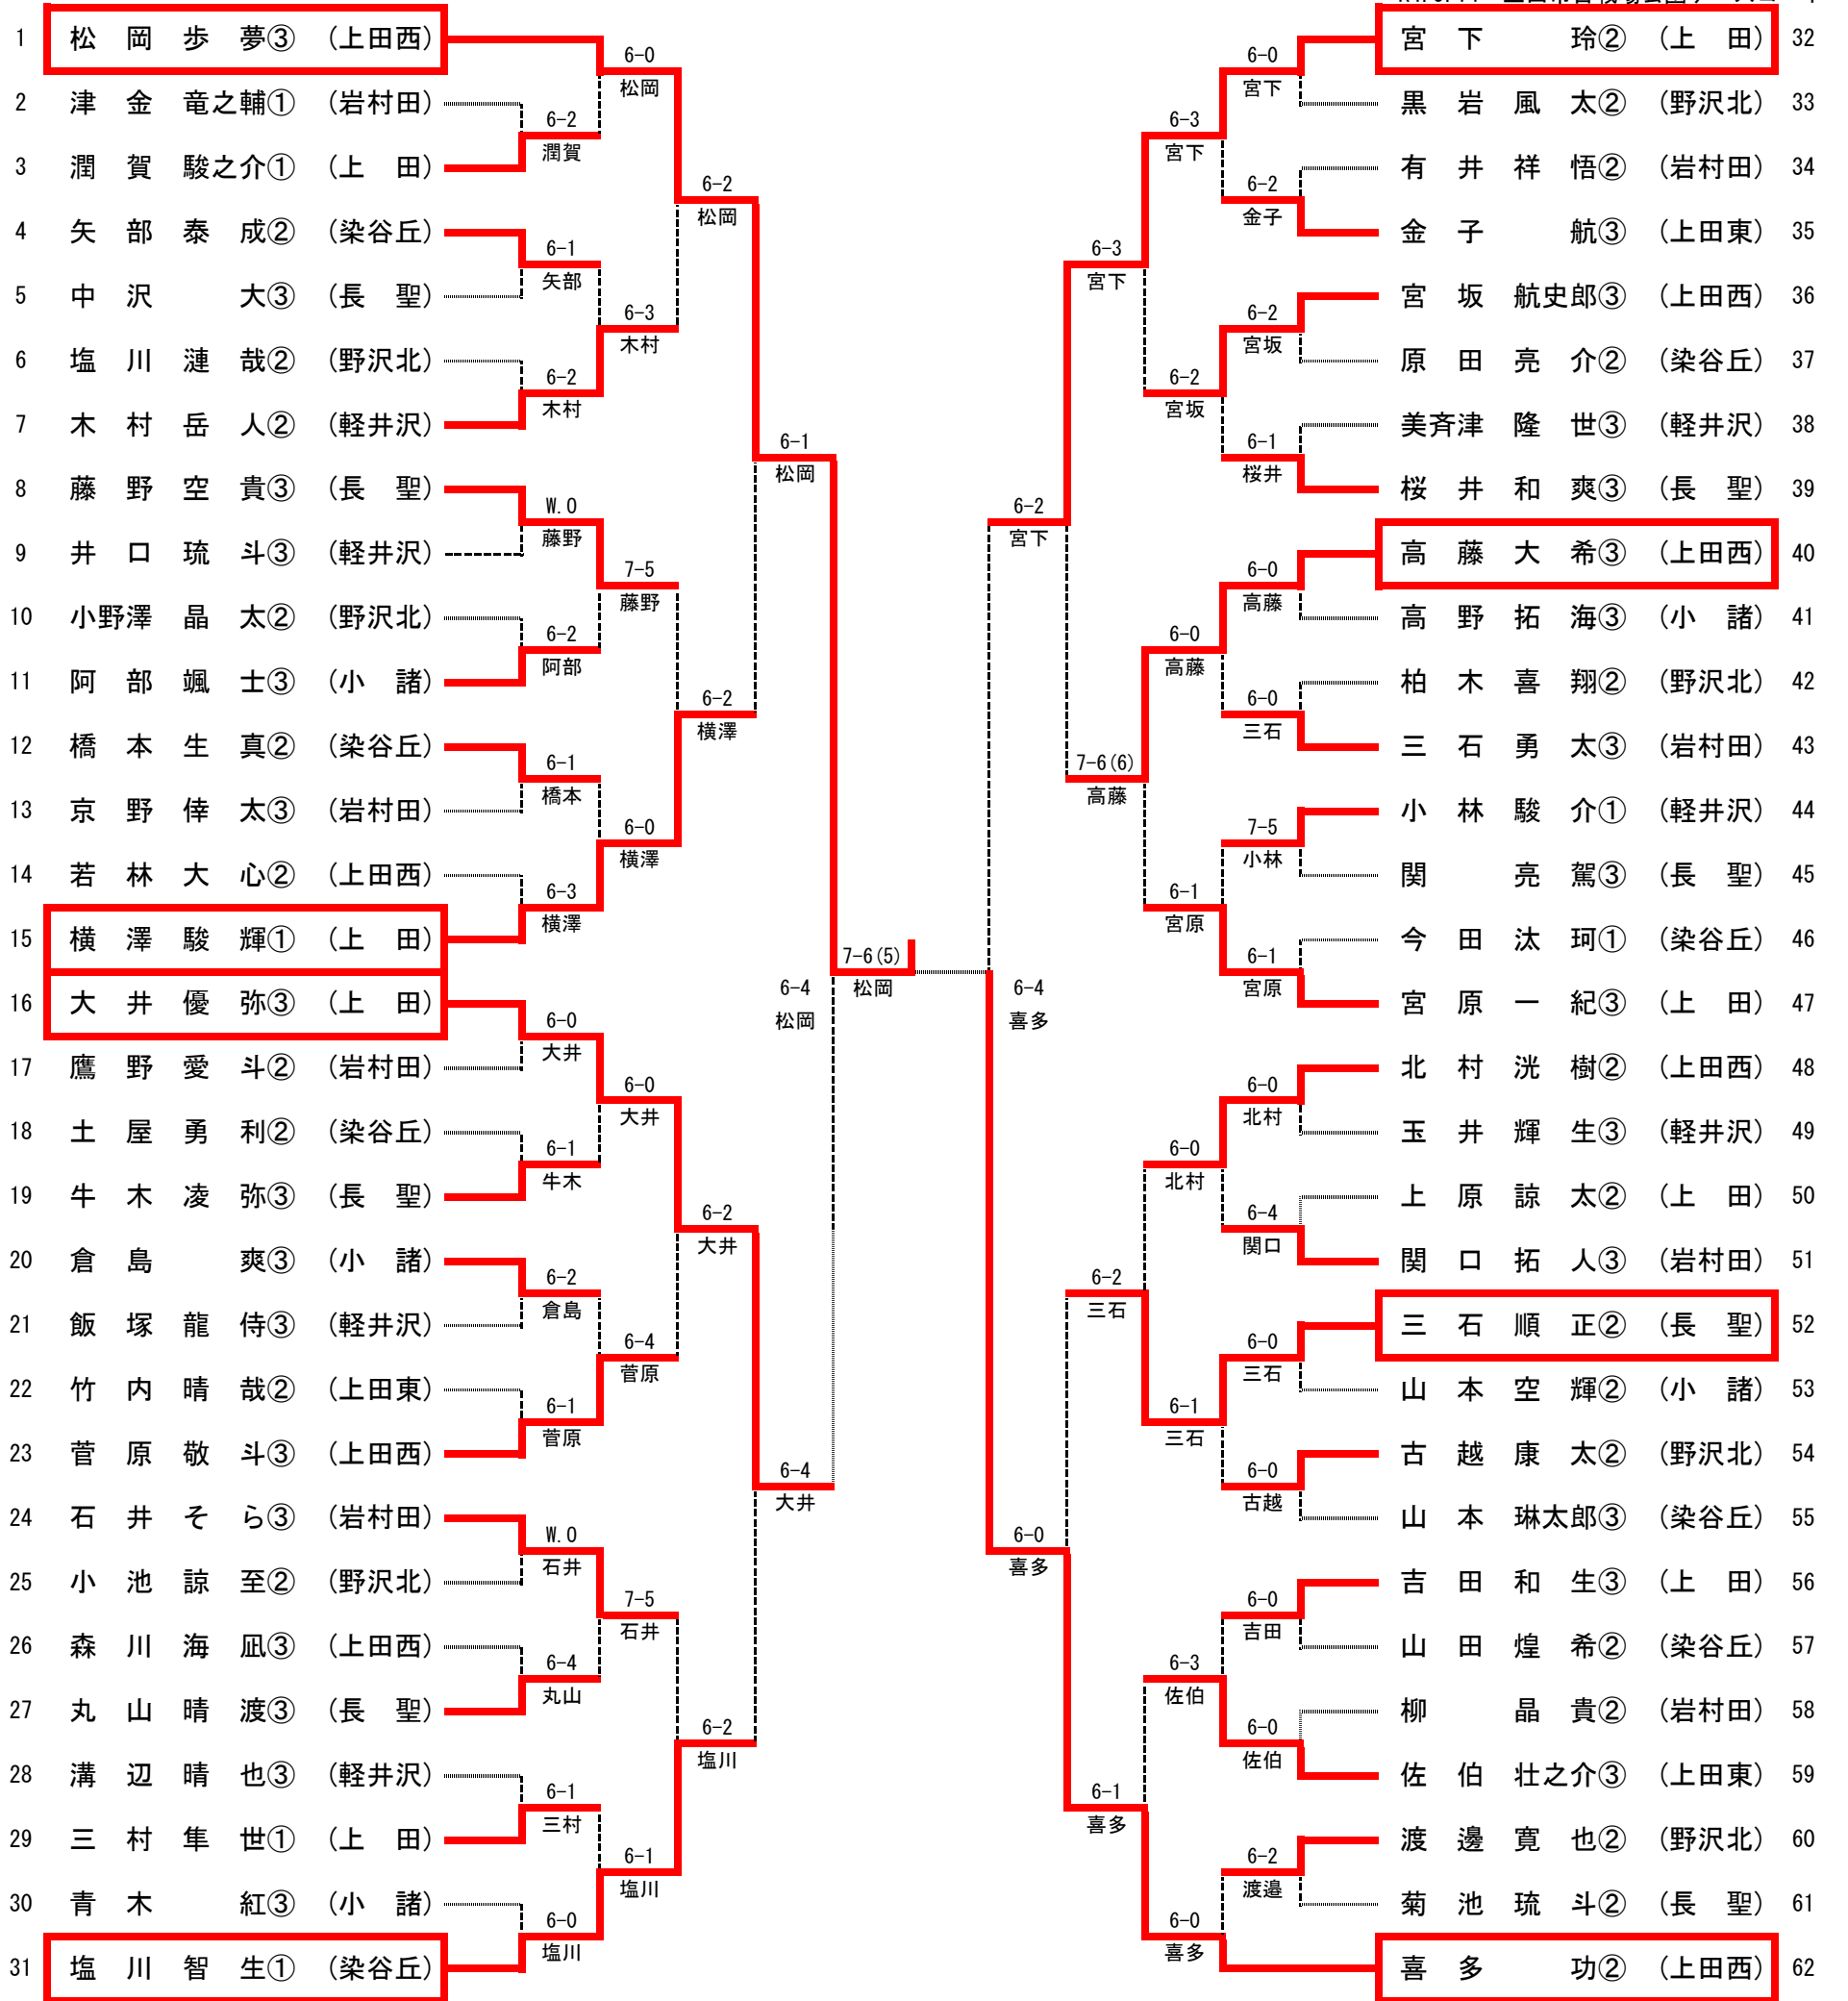 1 松岡歩夢③ (上田西)
2 津金竜之輔① (岩村田)
3 潤賀駿之介① (上田)
4 矢部泰成② (染谷丘)
5 中沢大③ (長聖)
6 塩川漣哉② (野沢北)
7 木村岳人② (軽井沢)
8 藤野空貴③ (長聖)
9 井口琉斗③ (軽井沢)
10 小野澤晶太② (野沢北)
11 阿部颯士③ (小諸)
12 橋本生真② (染谷丘)
13 京野倖太③ (岩村田)
14 若林大心② (上田西)
15 横澤駿輝① (上田)
16 大井優弥③ (上田)
17 鷹野愛斗② (岩村田)
18 土屋勇利② (染谷丘)
19 牛木凌弥③ (長聖)
20 倉島爽③ (小諸)
21 飯塚龍侍③ (軽井沢)
22 竹内晴哉② (上田東)
23 菅原敬斗③ (上田西)
24 石井そら③ (岩村田)
25 小池諒至② (野沢北)
26 森川海凪③ (上田西)
27 丸山晴渡③ (長聖)
28 溝辺晴也③ (軽井沢)
29 三村隼世① (上田)
30 青木紅③ (小諸)
31 塩川智生① (染谷丘)
6-2
潤賀
6-1
矢部
6-2
木村
W.O
藤野
6-2
阿部
6-1
橋本
6-3
横澤
6-0
大井
6-1
牛木
6-2
倉島
6-1
菅原
W.O
石井
6-4
丸山
6-1
三村
6-0
塩川
6-0
松岡
6-3
木村
7-5
藤野
6-0
横澤
6-0
大井
6-4
菅原
7-5
石井
6-1
塩川
6-2
松岡
6-2
横澤
6-2
大井
6-2
塩川
6-1
松岡
6-4
大井
6-4
松岡
7-6(5)
松岡
6-4
喜多
6-2
宮下
6-0
喜多
6-3
宮下
7-6(6)
高藤
6-2
三石
6-1
喜多
6-3
宮下
6-2
宮坂
6-0
高藤
6-1
宮原
6-0
北村
6-1
三石
6-3
佐伯
6-0
喜多
6-0
宮下
6-2
金子
6-2
宮坂
6-1
桜井
6-0
高藤
6-0
三石
7-5
小林
6-1
宮原
6-0
北村
6-4
関口
6-0
三石
6-0
古越
6-0
吉田
6-0
佐伯
6-2
渡邉
宮下玲② (上田) 32
黒岩風太② (野沢北) 33
有井祥悟② (岩村田) 34
金子航③ (上田東) 35
宮坂航史郎③ (上田西) 36
原田亮介② (染谷丘) 37
美斉津隆世③ (軽井沢) 38
桜井和爽③ (長聖) 39
高藤大希③ (上田西) 40
高野拓海③ (小諸) 41
柏木喜翔② (野沢北) 42
三石勇太③ (岩村田) 43
小林駿介① (軽井沢) 44
関亮駕③ (長聖) 45
今田汰珂① (染谷丘) 46
宮原一紀③ (上田) 47
北村洸樹② (上田西) 48
玉井輝生③ (軽井沢) 49
上原諒太② (上田) 50
関口拓人③ (岩村田) 51
三石順正② (長聖) 52
山本空輝② (小諸) 53
古越康太② (野沢北) 54
山本琳太郎③ (染谷丘) 55
吉田和生③ (上田) 56
山田煌希② (染谷丘) 57
柳晶貴② (岩村田) 58
佐伯壮之介③ (上田東) 59
渡邊寛也② (野沢北) 60
菊池琉斗② (長聖) 61
喜多功② (上田西) 62